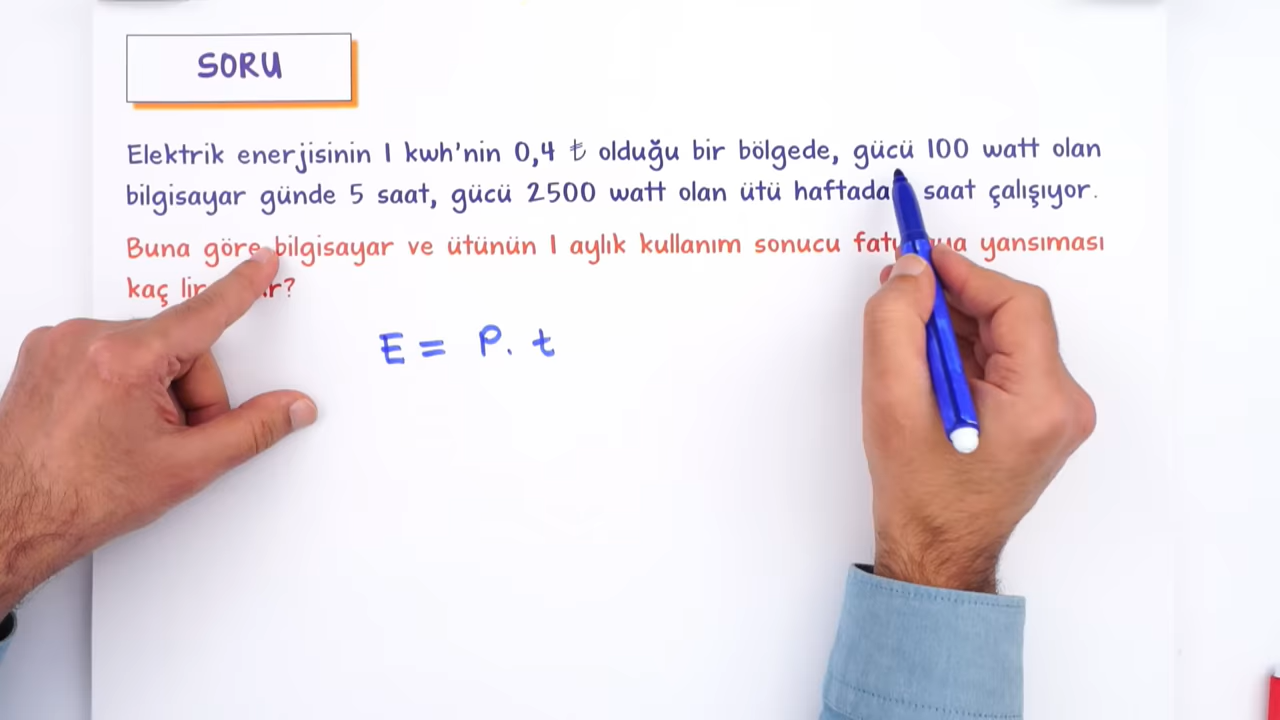 SORU
Elektrik enerjisinin 1 kwh'nin 0,4 ₺ olduğu bir bölgede, gücü 100 watt olan
bilgisayar günde 5 saat, gücü 2500 watt olan ütü haftada saat çalışıyor.
Buna göre bilgisayar ve ütünün 1 aylık kullanım sonucu yansıması
kaç
E = P. t